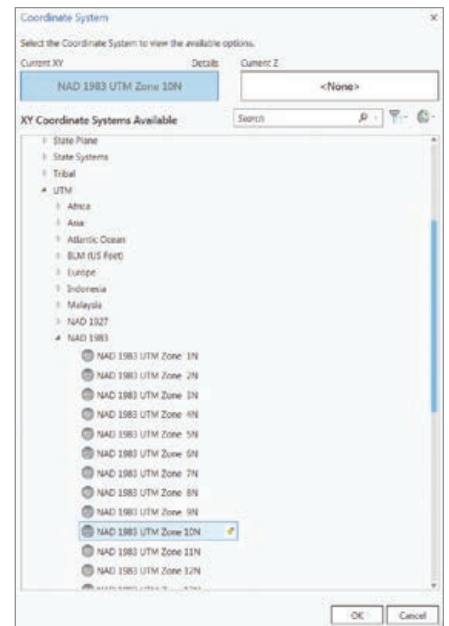 Coordinate System
Select the Coordinate System to view the available options.
Current XY Details Current Z
NAD 1983 UTM Zone 10N <None>
XY Coordinate Systems Available Search
State Plane
State Systems
Tribal
UTM
Africa
Asia
Atlantic Ocean
BLM (US Feet)
Europe
Indonesia
Malaysia
NAD 1927
NAD 1983
NAD 1983 UTM Zone 1N
NAD 1983 UTM Zone 2N
NAD 1983 UTM Zone 3N
NAD 1983 UTM Zone 4N
NAD 1983 UTM Zone 5N
NAD 1983 UTM Zone 6N
NAD 1983 UTM Zone 7N
NAD 1983 UTM Zone 8N
NAD 1983 UTM Zone 9N
NAD 1983 UTM Zone 10N
NAD 1983 UTM Zone 11N
NAD 1983 UTM Zone 12N
OK Cancel